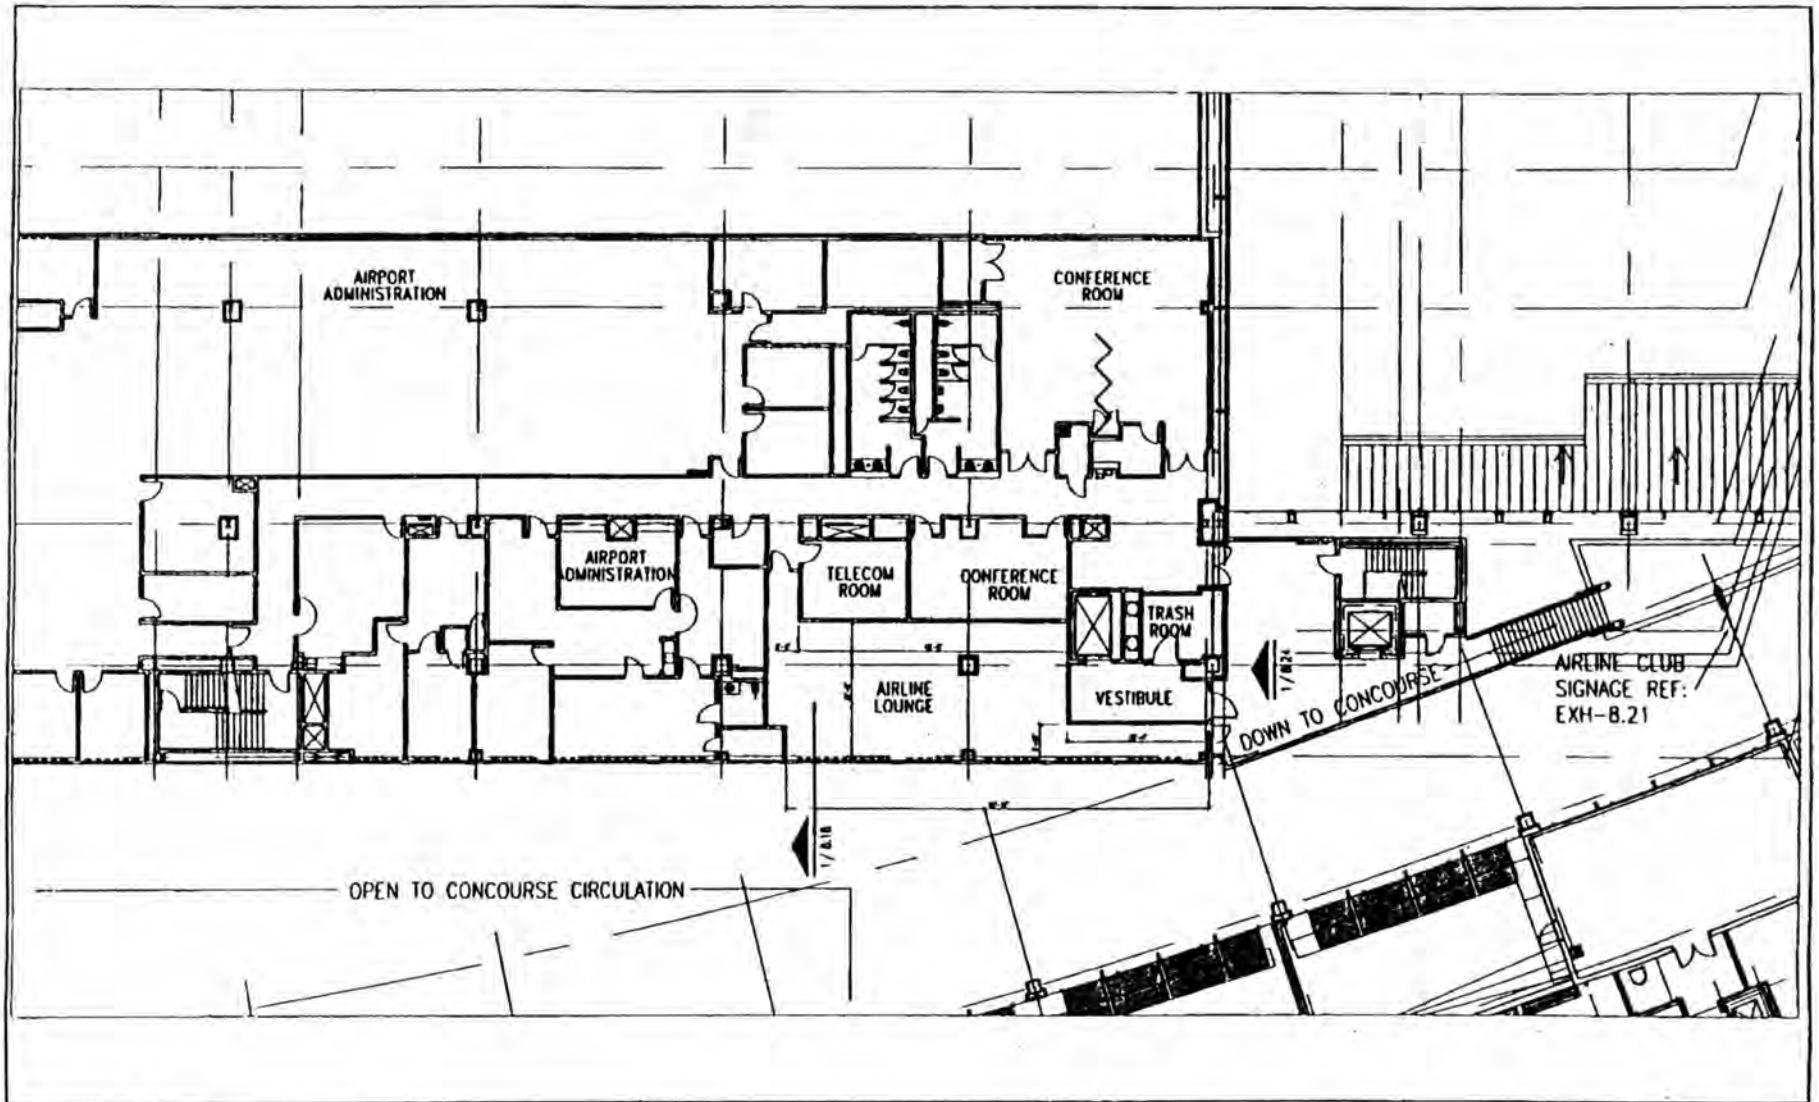 AIRPORT
ADMINISTRATION
CONFERENCE
ROOM
AIRPORT
ADMINISTRATION
TELECOM
ROOM
CONFERENCE
ROOM
TRASH
ROOM
AIRLINE
LOUNGE
VESTIBULE
1/8.24
DOWN TO CONCOURSE
AIRLINE CLUB
SIGNAGE REF:
EXH-8.21
1/8.18
OPEN TO CONCOURSE CIRCULATION